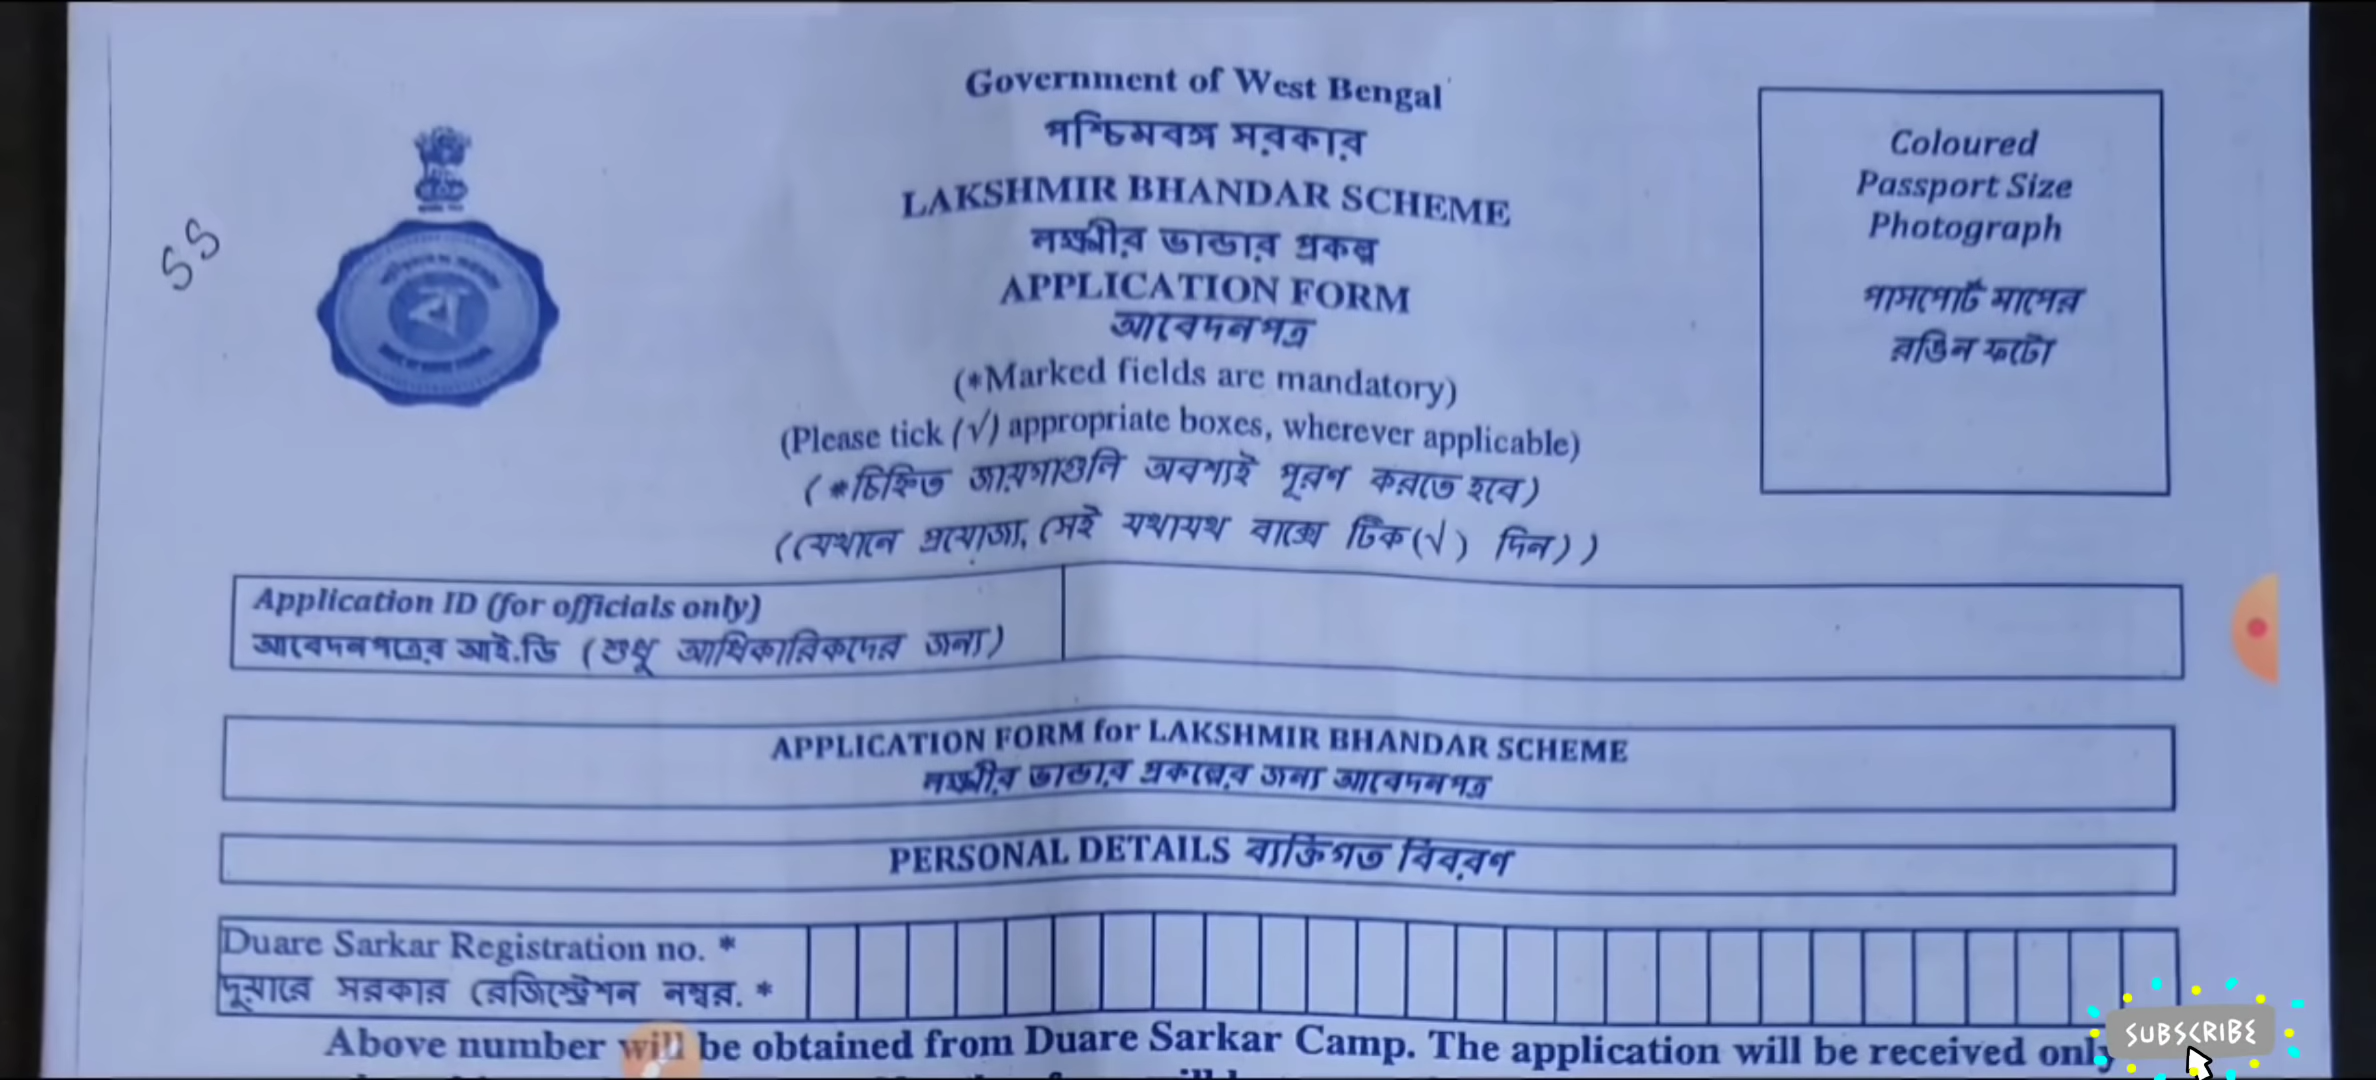 Government of West Bengal
পশ্চিমবঙ্গ সরকার
LAKSHMIR BHANDAR SCHEME
লক্ষ্মীর ভান্ডার প্রকল্প
APPLICATION FORM
আবেদনপত্র
(*Marked fields are mandatory)
(Please tick (√) appropriate boxes, wherever applicable)
(*চিহ্নিত জায়গাগুলি অবশ্যই পূরণ করতে হবে)
((যেখানে প্রযোজ্য, সেই যথাযথ বাক্সে টিক(√) দিন))
SS
Coloured
Passport Size
Photograph
পাসপোর্ট মাপের
রঙিন ফটো
Application ID (for officials only)
আবেদনপত্রের আই.ডি (শুধু আধিকারিকদের জন্য)
APPLICATION FORM for LAKSHMIR BHANDAR SCHEME
লক্ষ্মীর ভান্ডার প্রকল্পের জন্য আবেদনপত্র
PERSONAL DETAILS ব্যক্তিগত বিবরণ
Duare Sarkar Registration no. *
দুয়ারে সরকার রেজিস্ট্রেশন নম্বর. *
Above number will be obtained from Duare Sarkar Camp. The application will be received only
SUBSCRIBE